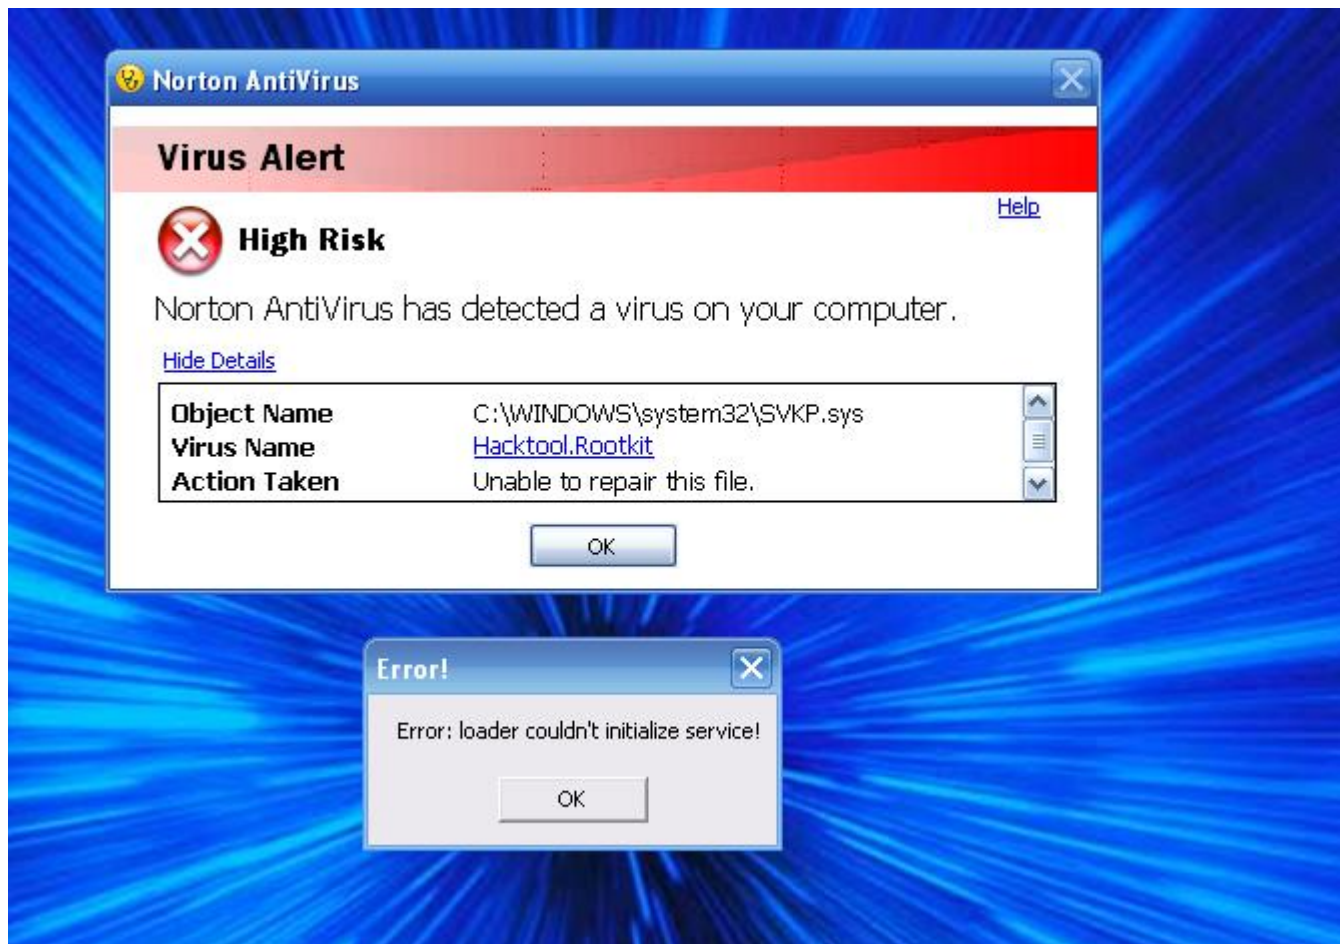 Norton AntiVirus
Virus Alert
Help
High Risk
Norton AntiVirus has detected a virus on your computer.
Hide Details
Object Name C:\WINDOWS\system32\SVKP.sys
Virus Name Hacktool.Rootkit
Action Taken Unable to repair this file.
OK
Error!
Error: loader couldn't initialize service!
OK